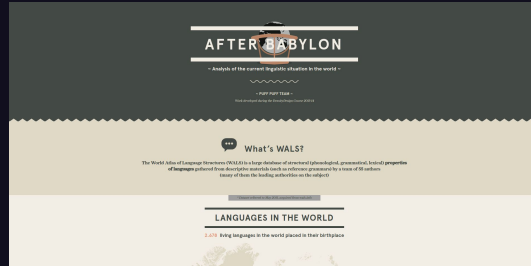 AFTER BABYLON
~ Analysis of the current linguistic situation in the world ~
~ PUFF PUFF TEAM ~
What's WALS?
The World Atlas of Language Structures (WALS) is a large database of structural (phonological, grammatical, lexical) properties
of languages gathered from descriptive materials (such as reference grammars) by a team of 55 authors
(many of them the leading authorities on the subject)
LANGUAGES IN THE WORLD
2,678 living languages in the world placed in their birthplace